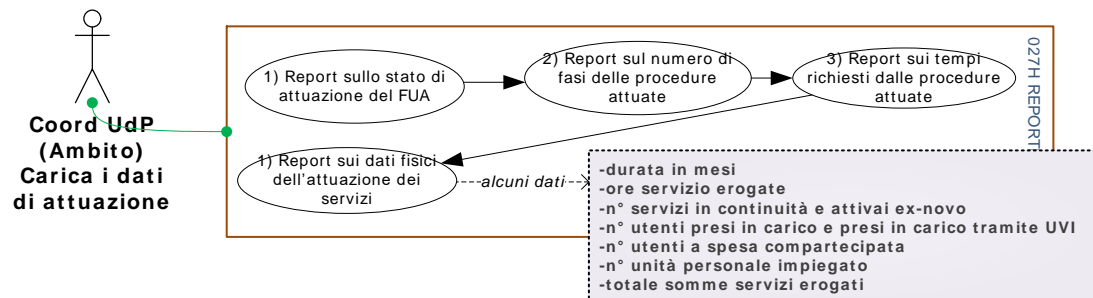 Coord UdP
(Ambito)
Carica i dati
di attuazione
1) Report sullo stato di
attuazione del FUA
2) Report sul numero di
fasi delle procedure
attuate
3) Report sui tempi
richiesti dalle procedure
attuate
1) Report sui dati fisici
dell'attuazione dei
servizi
alcuni dati
-durata in mesi
-ore servizio erogate
-n° servizi in continuità e attivai ex-novo
-n° utenti presi in carico e presi in carico tramite UVI
-n° utenti a spesa compartecipata
-n° unità personale impiegato
-totale somme servizi erogati
027H REPORT